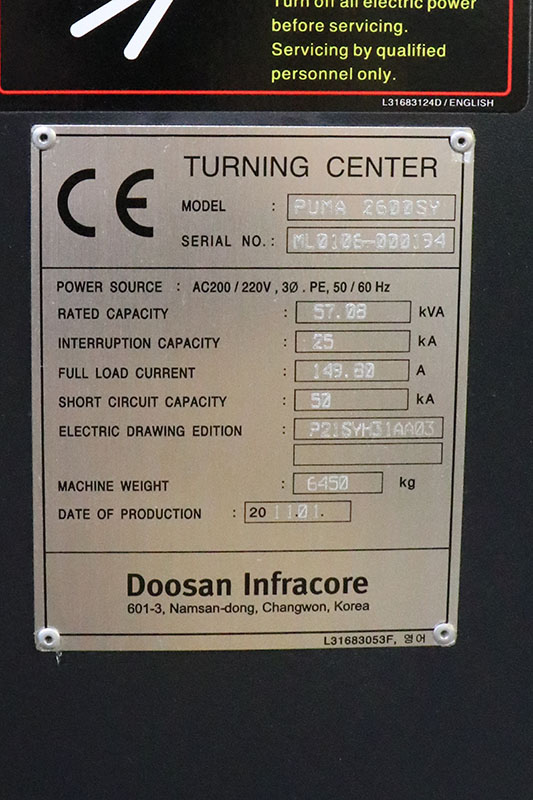 Turn off all electric power
before servicing.
Servicing by qualified
personnel only.
L31683124D / ENGLISH
CE TURNING CENTER
MODEL : PUMA 2600SY
SERIAL NO. : ML0106-000194
POWER SOURCE : AC200 / 220V , 3Ø . PE, 50 / 60 Hz
RATED CAPACITY : 57.08 kVA
INTERRUPTION CAPACITY : 25 kA
FULL LOAD CURRENT : 149.80 A
SHORT CIRCUIT CAPACITY : 50 kA
ELECTRIC DRAWING EDITION : P21SYM31AA03
MACHINE WEIGHT : 6450 kg
DATE OF PRODUCTION : 20 11.01.
Doosan Infracore
601-3, Namsan-dong, Changwon, Korea
L31683053F, 영어